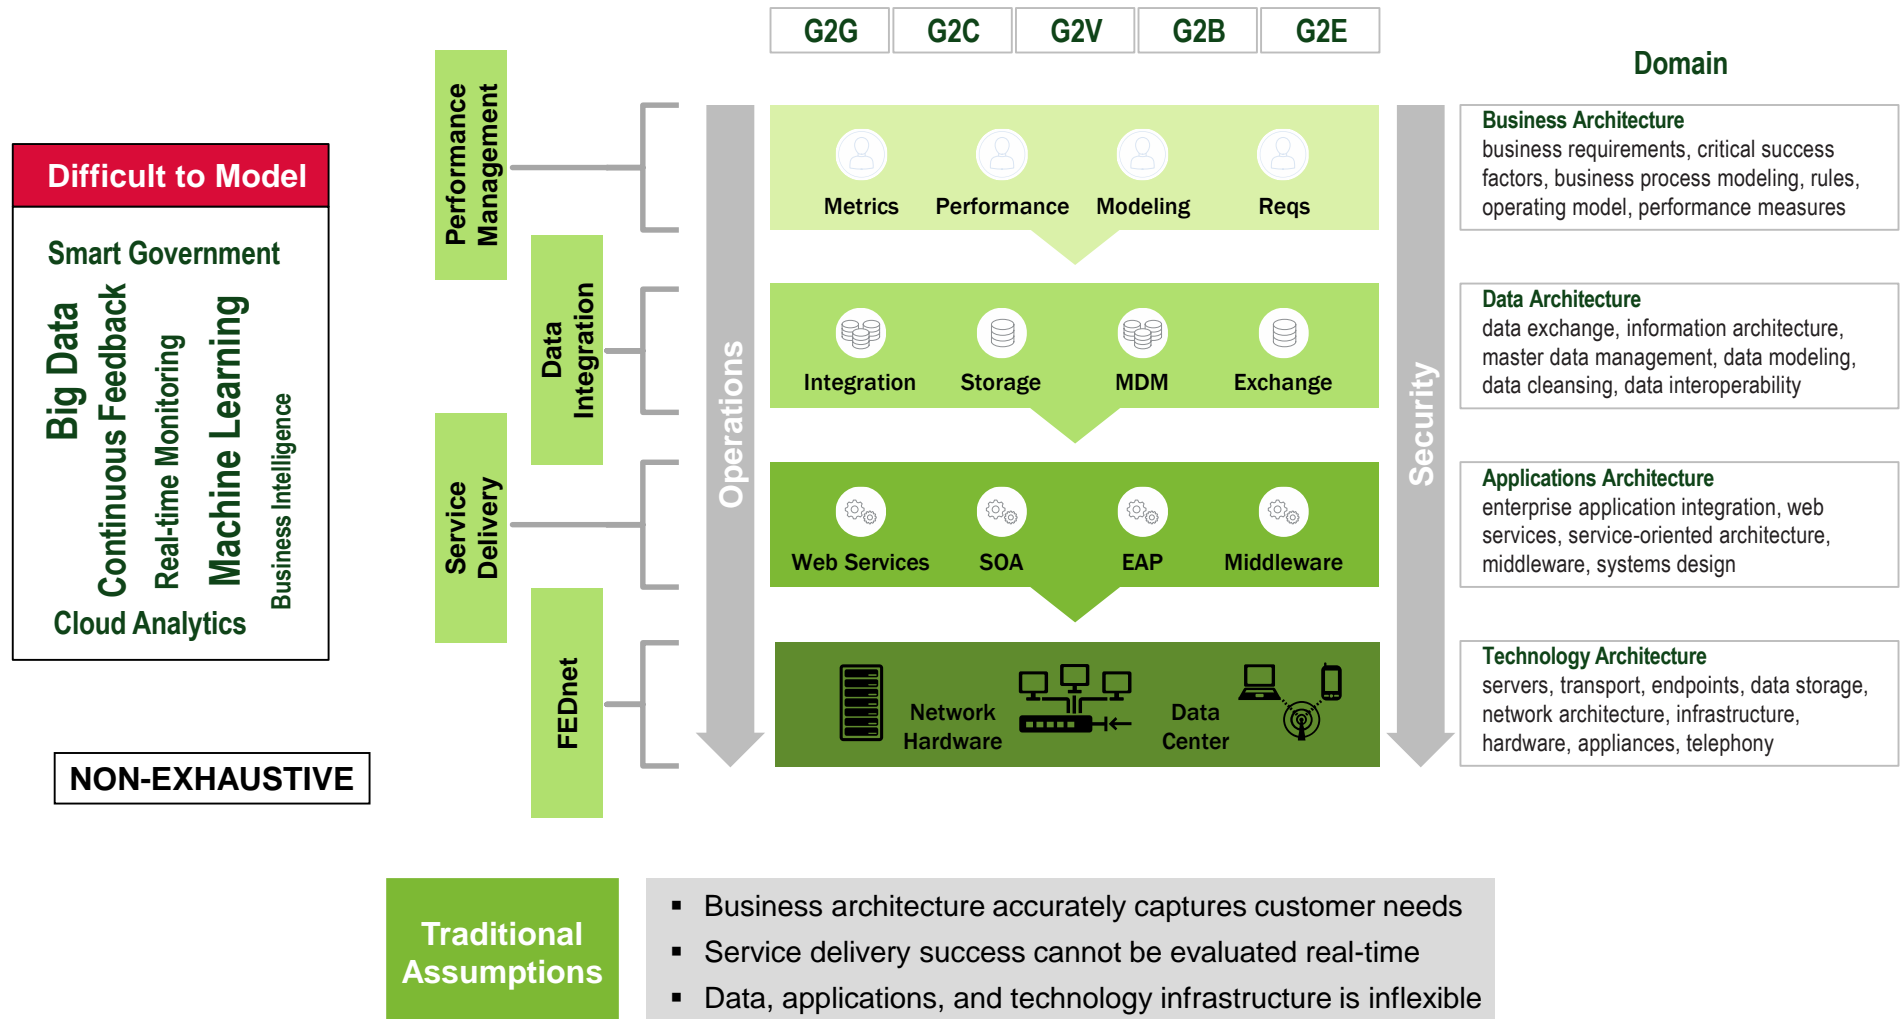 G2G
G2C
G2V
G2B
G2E
Domain
Difficult to Model
Smart Government
Big Data
Continuous Feedback
Real-time Monitoring
Machine Learning
Business Intelligence
Cloud Analytics
NON-EXHAUSTIVE
Performance
Management
Data
Integration
Service
Delivery
FEDnet
Operations
Metrics
Performance
Modeling
Reqs
Integration
Storage
MDM
Exchange
Web Services
SOA
EAP
Middleware
Network
Hardware
Data
Center
Security
Business Architecture
business requirements, critical success
factors, business process modeling, rules,
operating model, performance measures
Data Architecture
data exchange, information architecture,
master data management, data modeling,
data cleansing, data interoperability
Applications Architecture
enterprise application integration, web
services, service-oriented architecture,
middleware, systems design
Technology Architecture
servers, transport, endpoints, data storage,
network architecture, infrastructure,
hardware, appliances, telephony
Traditional
Assumptions
▪ Business architecture accurately captures customer needs
▪ Service delivery success cannot be evaluated real-time
▪ Data, applications, and technology infrastructure is inflexible